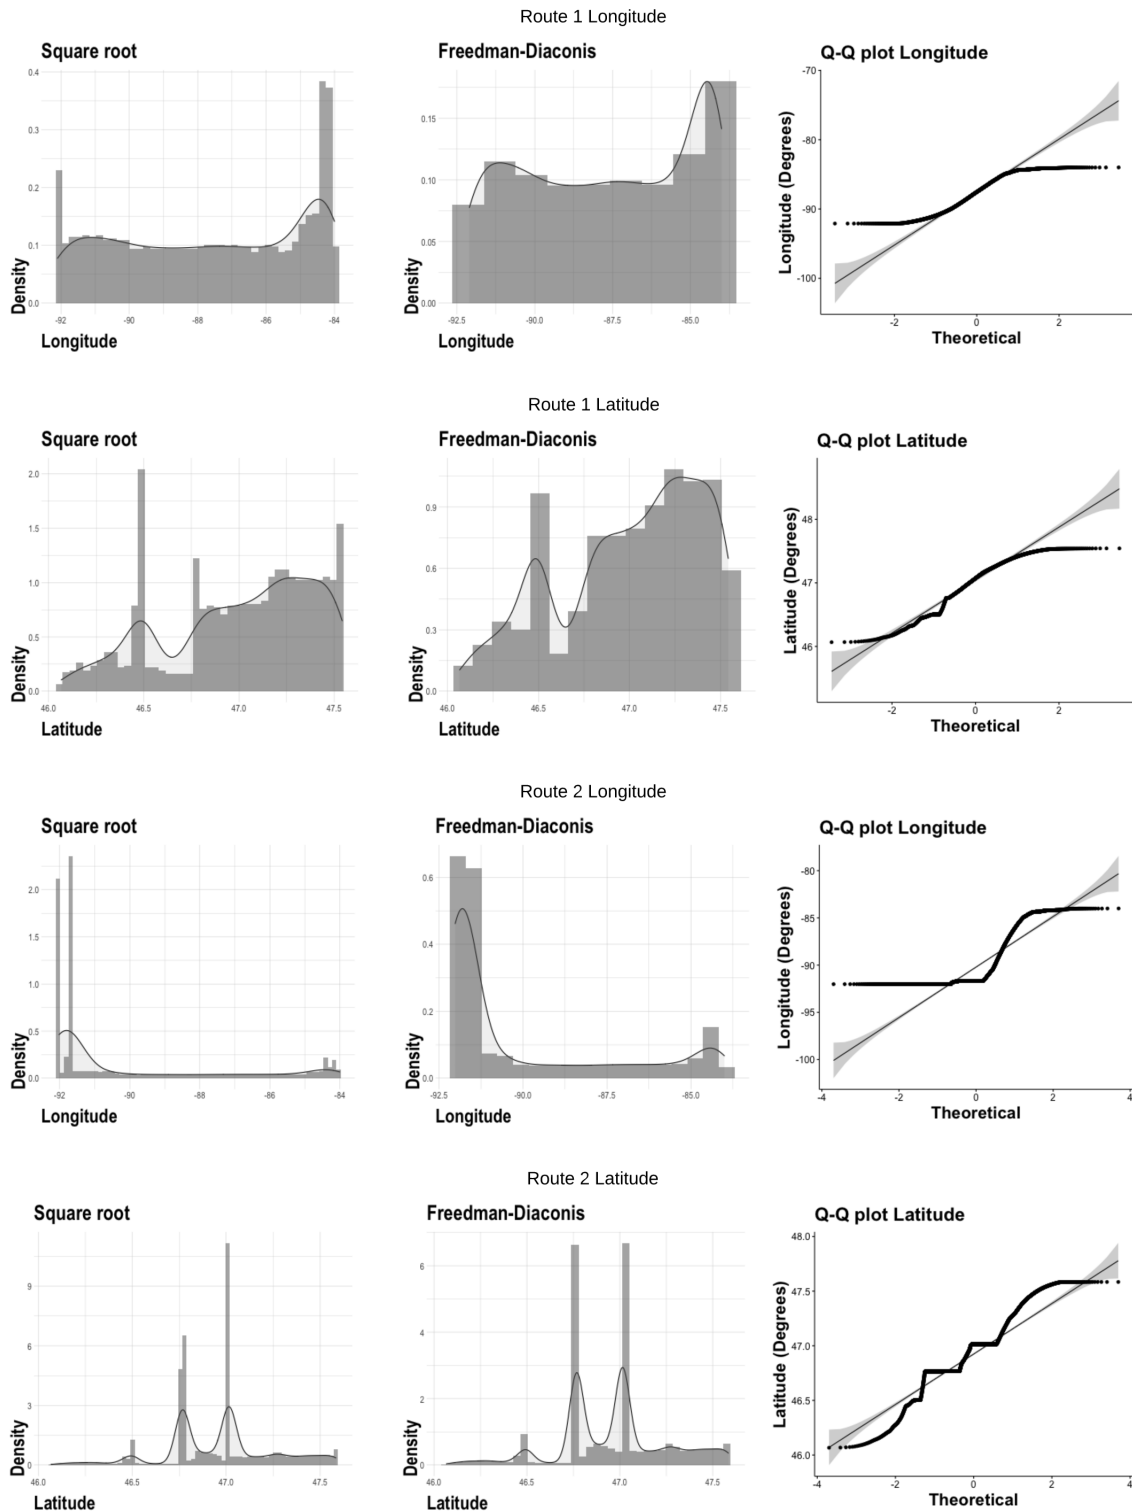 Route 1 Longitude
Square root
Freedman-Diaconis
Q-Q plot Longitude
0.4
0.3
0.2
0.1
0.0
Density
-92
-90
-88
-86
-84
Longitude
0.15
0.10
0.05
0.00
Density
-92.5
-90.0
-87.5
-85.0
Longitude
-70
-80
-90
-100
Longitude (Degrees)
-2
0
2
Theoretical
Route 1 Latitude
Square root
Freedman-Diaconis
Q-Q plot Latitude
2.0
1.5
1.0
0.5
0.0
Density
46.0
46.5
47.0
47.5
Latitude
0.9
0.6
0.3
0.0
Density
46.0
46.5
47.0
47.5
Latitude
48
47
46
Latitude (Degrees)
-2
0
2
Theoretical
Route 2 Longitude
Square root
Freedman-Diaconis
Q-Q plot Longitude
2.0
1.5
1.0
0.5
0.0
Density
-92
-90
-88
-86
-84
Longitude
0.6
0.4
0.2
0.0
Density
-92.5
-90.0
-87.5
-85.0
Longitude
-80
-85
-90
-95
-100
Longitude (Degrees)
-4
-2
0
2
4
Theoretical
Route 2 Latitude
Square root
Freedman-Diaconis
Q-Q plot Latitude
9
6
3
0
Density
46.0
46.5
47.0
47.5
Latitude
6
4
2
0
Density
46.0
46.5
47.0
47.5
Latitude
48.0
47.5
47.0
46.5
46.0
Latitude (Degrees)
-4
-2
0
2
4
Theoretical